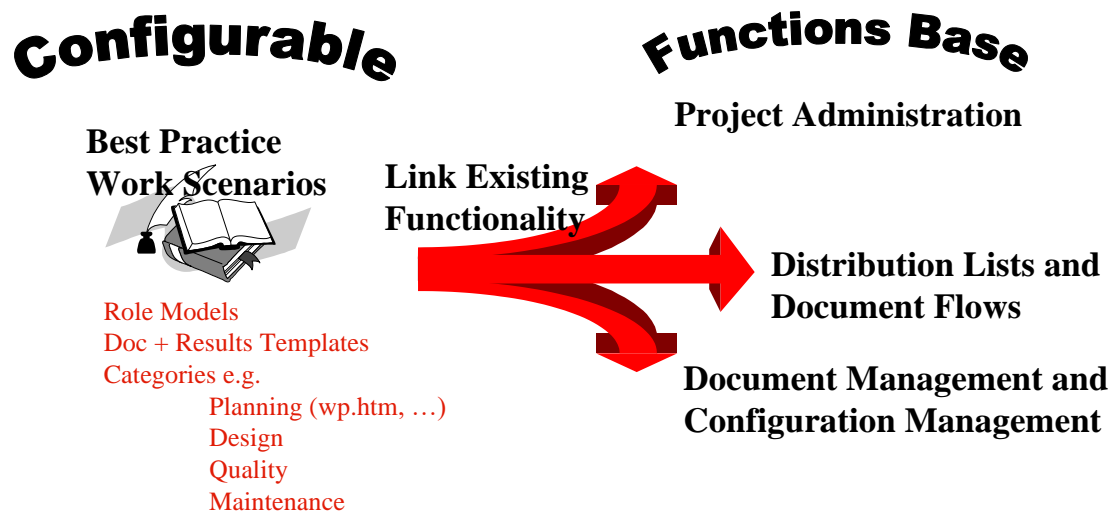 Configurable
Best Practice
Work Scenarios
Role Models
Doc + Results Templates
Categories e.g.
Planning (wp.htm, …)
Design
Quality
Maintenance
Link Existing
Functionality
Functions Base
Project Administration
Distribution Lists and
Document Flows
Document Management and
Configuration Management